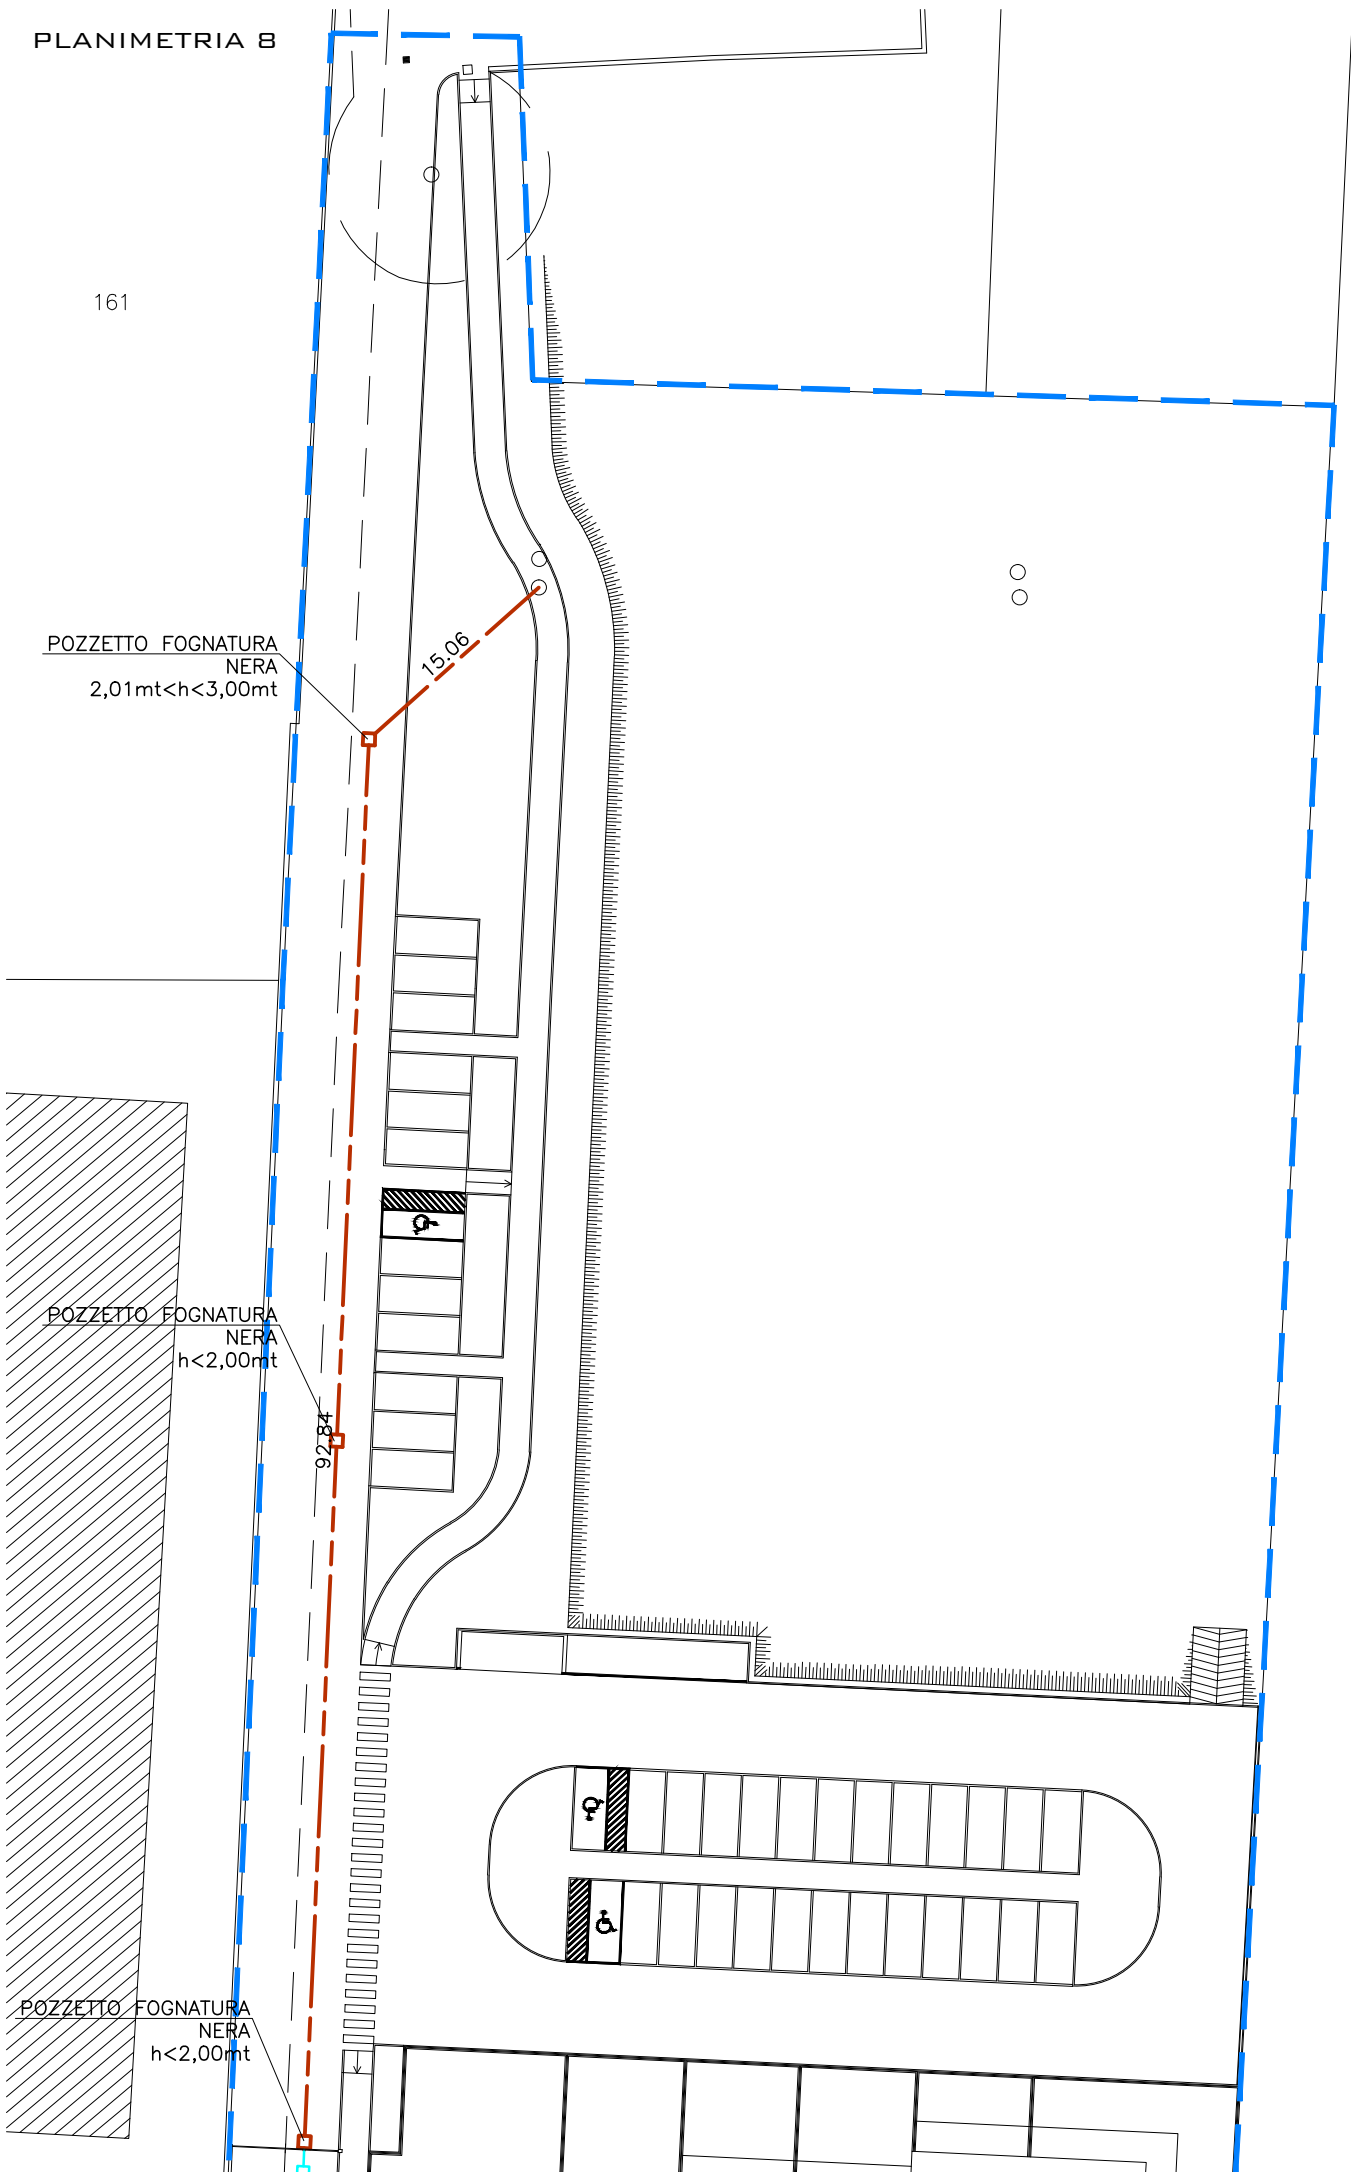 PLANIMETRIA 8
161
15.06
POZZETTO FOGNATURA
NERA
2,01mt<h<3,00mt
POZZETTO FOGNATURA
NERA
h<2,00mt
92.84
POZZETTO FOGNATURA
NERA
h<2,00mt